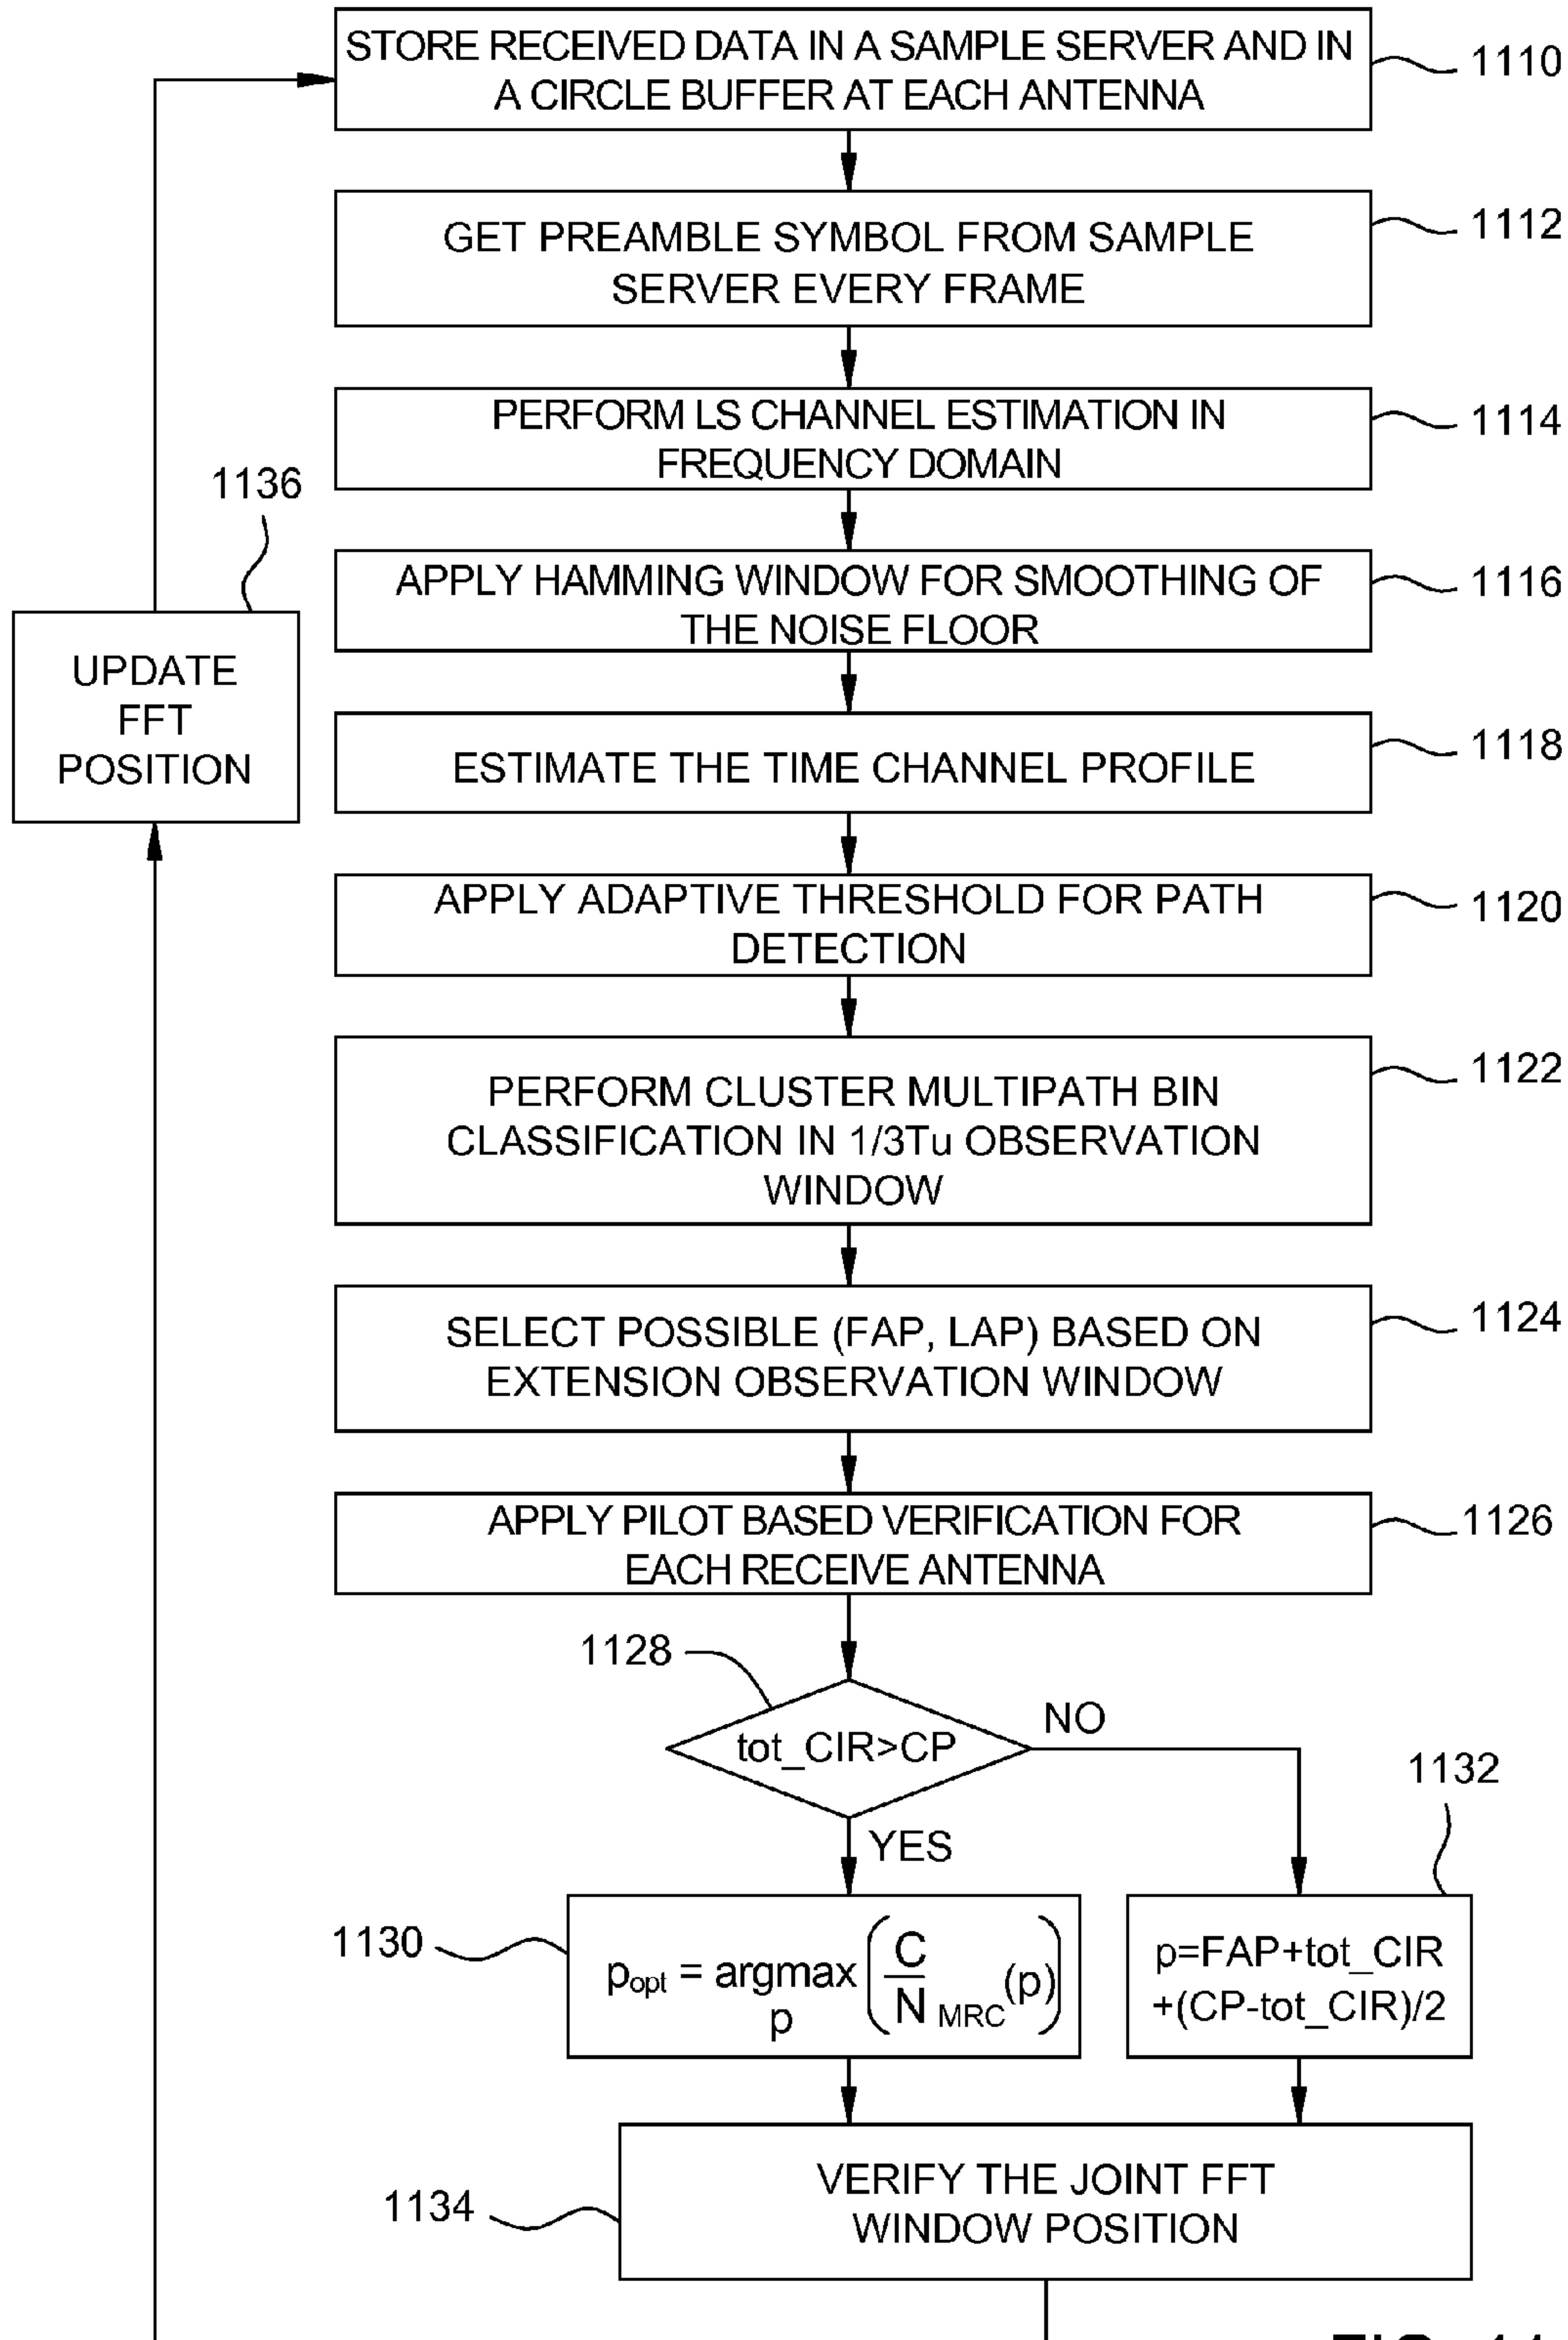 STORE RECEIVED DATA IN A SAMPLE SERVER AND IN
A CIRCLE BUFFER AT EACH ANTENNA
1110
GET PREAMBLE SYMBOL FROM SAMPLE
SERVER EVERY FRAME
1112
PERFORM LS CHANNEL ESTIMATION IN
FREQUENCY DOMAIN
1114
1136
UPDATE
FFT
POSITION
APPLY HAMMING WINDOW FOR SMOOTHING OF
THE NOISE FLOOR
1116
ESTIMATE THE TIME CHANNEL PROFILE
1118
APPLY ADAPTIVE THRESHOLD FOR PATH
DETECTION
1120
PERFORM CLUSTER MULTIPATH BIN
CLASSIFICATION IN 1/3Tu OBSERVATION
WINDOW
1122
SELECT POSSIBLE (FAP, LAP) BASED ON
EXTENSION OBSERVATION WINDOW
1124
APPLY PILOT BASED VERIFICATION FOR
EACH RECEIVE ANTENNA
1126
1128
tot_CIR>CP
NO
YES
1130
p_opt = argmax_p (C/N_MRC (p))
1132
p=FAP+tot_CIR
+(CP-tot_CIR)/2
1134
VERIFY THE JOINT FFT
WINDOW POSITION